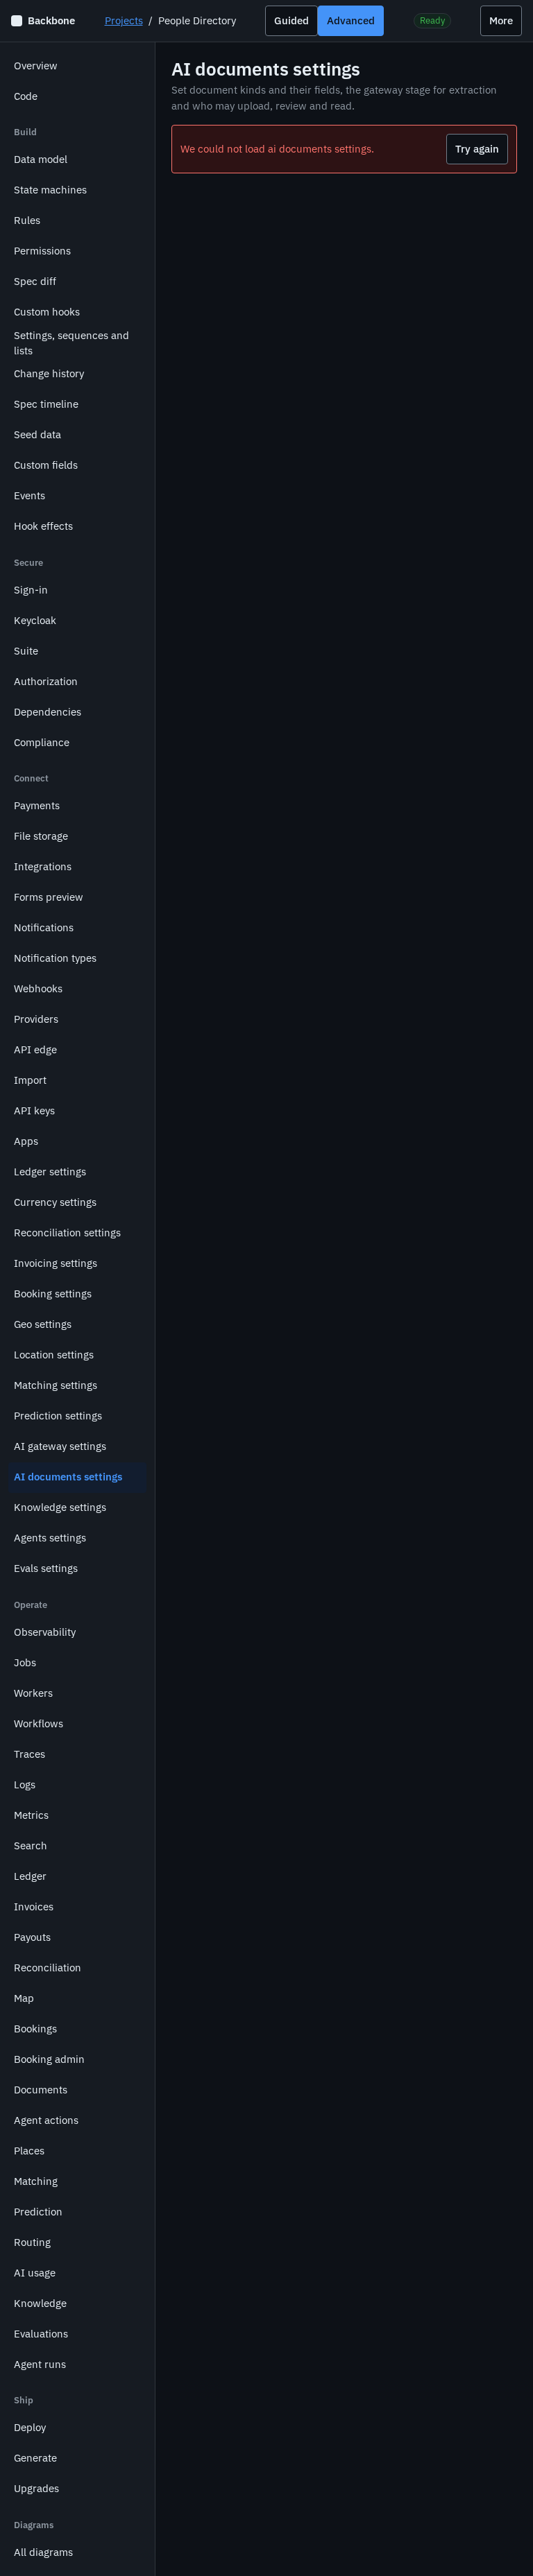 Backbone
Projects / People Directory
Guided
Advanced
Ready
More
Overview
Code
Build
Data model
State machines
Rules
Permissions
Spec diff
Custom hooks
Settings, sequences and
lists
Change history
Spec timeline
Seed data
Custom fields
Events
Hook effects
Secure
Sign-in
Keycloak
Suite
Authorization
Dependencies
Compliance
Connect
Payments
File storage
Integrations
Forms preview
Notifications
Notification types
Webhooks
Providers
API edge
Import
API keys
Apps
Ledger settings
Currency settings
Reconciliation settings
Invoicing settings
Booking settings
Geo settings
Location settings
Matching settings
Prediction settings
AI gateway settings
AI documents settings
Knowledge settings
Agents settings
Evals settings
Operate
Observability
Jobs
Workers
Workflows
Traces
Logs
Metrics
Search
Ledger
Invoices
Payouts
Reconciliation
Map
Bookings
Booking admin
Documents
Agent actions
Places
Matching
Prediction
Routing
AI usage
Knowledge
Evaluations
Agent runs
Ship
Deploy
Generate
Upgrades
Diagrams
All diagrams
AI documents settings
Set document kinds and their fields, the gateway stage for extraction
and who may upload, review and read.
We could not load ai documents settings.
Try again